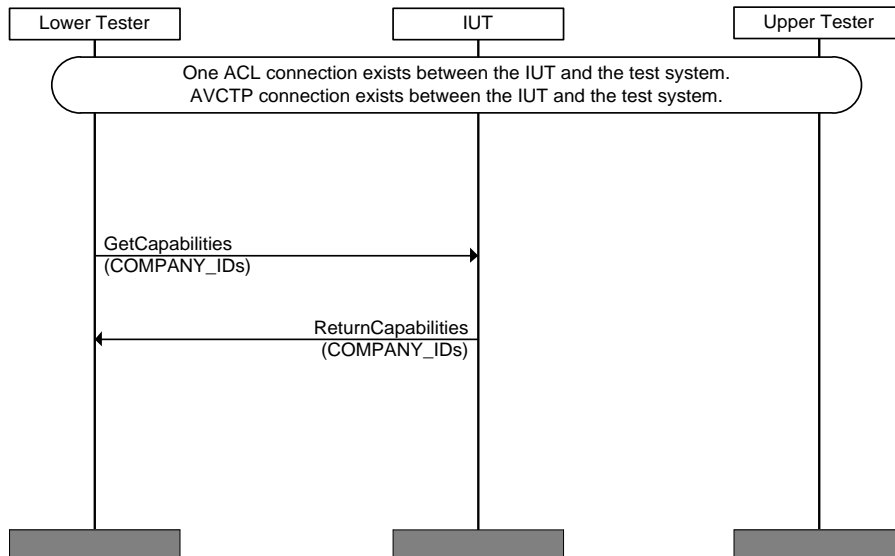 Lower Tester
IUT
Upper Tester
One ACL connection exists between the IUT and the test system.
AVCTP connection exists between the IUT and the test system.
GetCapabilities
(COMPANY_IDs)
ReturnCapabilities
(COMPANY_IDs)